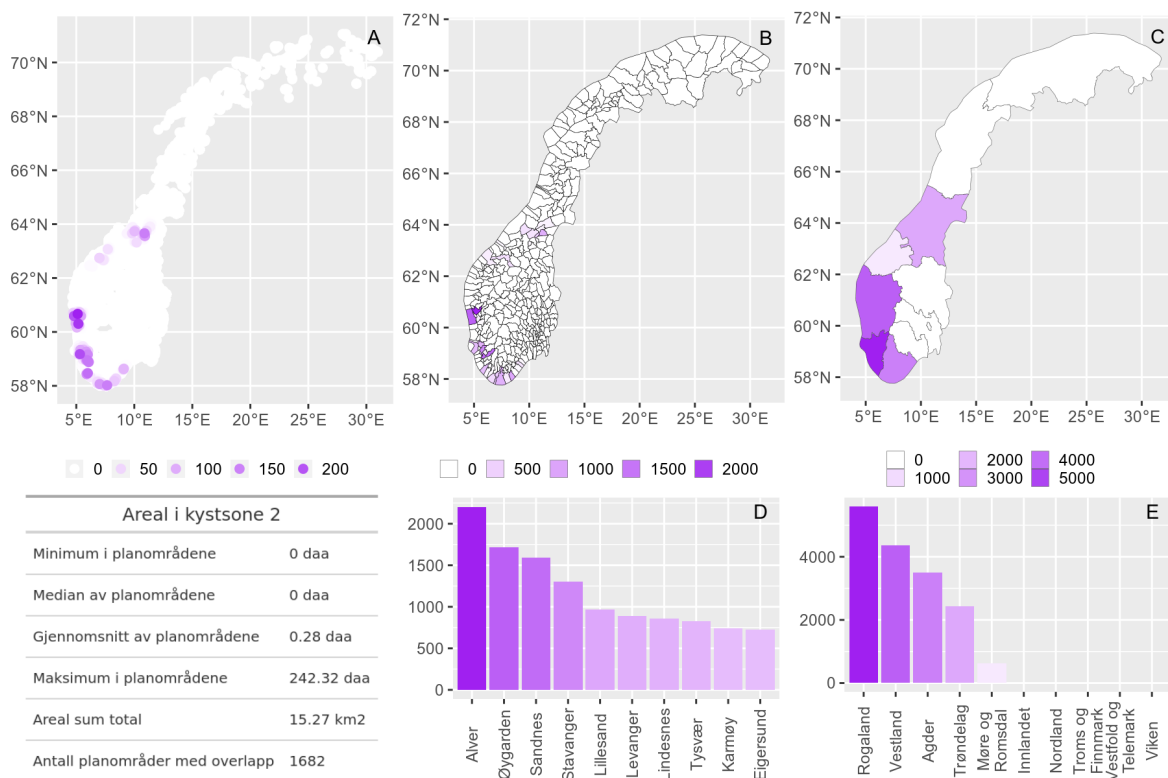 A
70°N
68°N
66°N
64°N
62°N
60°N
58°N
5°E 10°E 15°E 20°E 25°E 30°E
0 50 100 150 200
B
72°N
70°N
68°N
66°N
64°N
62°N
60°N
58°N
5°E 10°E 15°E 20°E 25°E 30°E
0 500 1000 1500 2000
C
72°N
70°N
68°N
66°N
64°N
62°N
60°N
58°N
5°E 10°E 15°E 20°E 25°E 30°E
0 2000 4000
1000 3000 5000
Areal i kystsone 2
Minimum i planområdene 0 daa
Median av planområdene 0 daa
Gjennomsnitt av planområdene 0.28 daa
Maksimum i planområdene 242.32 daa
Areal sum total 15.27 km2
Antall planområder med overlapp 1682
D
2000
1500
1000
500
0
Alver
Øygarden
Sandnes
Stavanger
Lillesand
Levanger
Lindesnes
Tysvær
Karmøy
Eigersund
E
4000
2000
0
Rogaland
Vestland
Agder
Trøndelag
Møre og
Romsdal
Innlandet
Nordland
Troms og
Finnmark
Vestfold og
Telemark
Viken